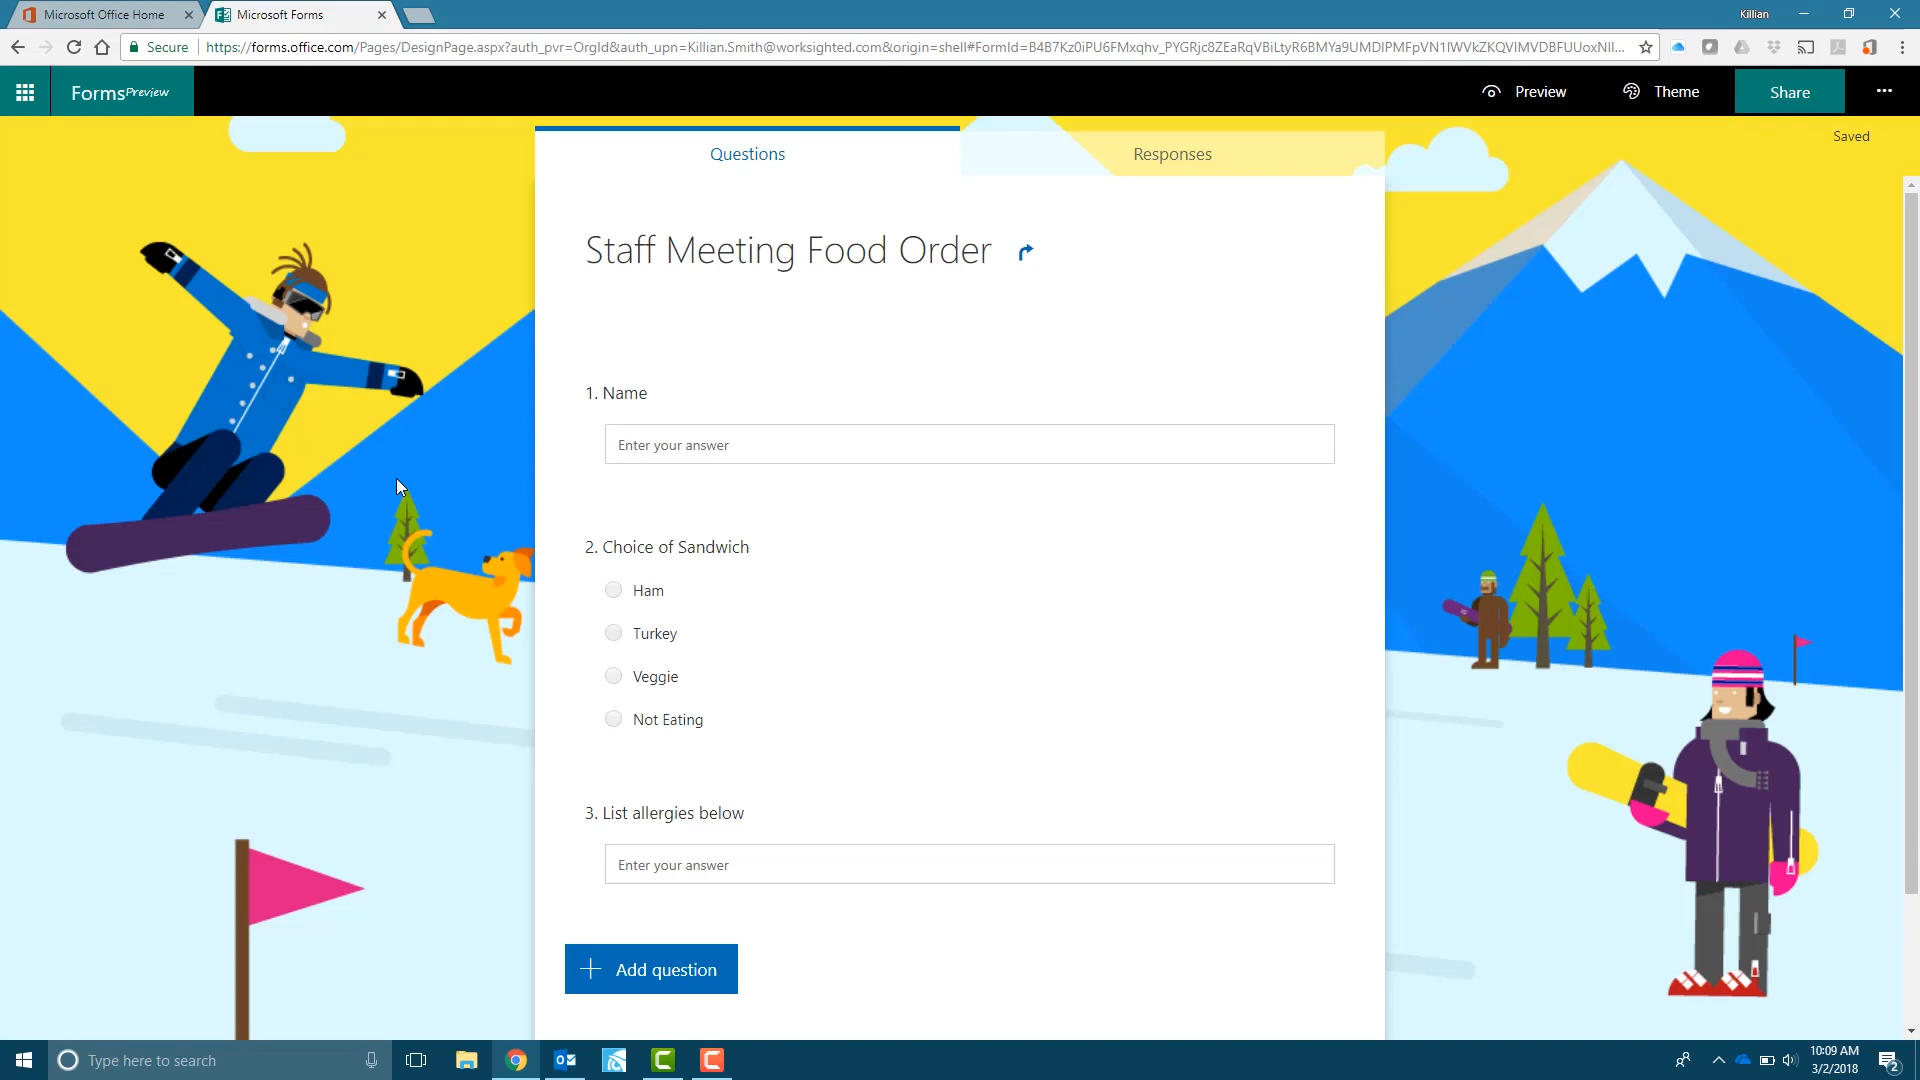 Microsoft Office Home
Microsoft Forms
Killian
Secure
https://forms.office.com/Pages/DesignPage.aspx?auth_pvr=OrgId&auth_upn=Killian.Smith@worksighted.com&origin=shell#FormId=
Forms Preview
Preview
Theme
Share
Saved
Questions
Responses
Staff Meeting Food Order
1. Name
Enter your answer
2. Choice of Sandwich
Ham
Turkey
Veggie
Not Eating
3. List allergies below
Enter your answer
Add question
Type here to search
10:09 AM
3/2/2018
2